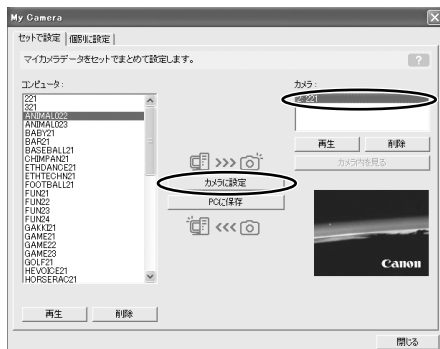 My Camera
セットで設定 個別に設定
マイカメラデータをセットでまとめて設定します。
?
コンピュータ:
221
321
ANIMAL022
ANIMAL023
BABY21
BAR21
BASEBALL21
CHIMPAN21
ETHDANCE21
ETHTECHN21
FOOTBALL21
FUN21
FUN22
FUN23
FUN24
GAKKI21
GAME21
GAME22
GAME23
GOLF21
HEVOICE21
HORSERAC21
再生 削除
>>>
カメラに設定
PCに保存
<<<
カメラ:
2: 221
再生 削除
カメラ内を見る
Canon
閉じる